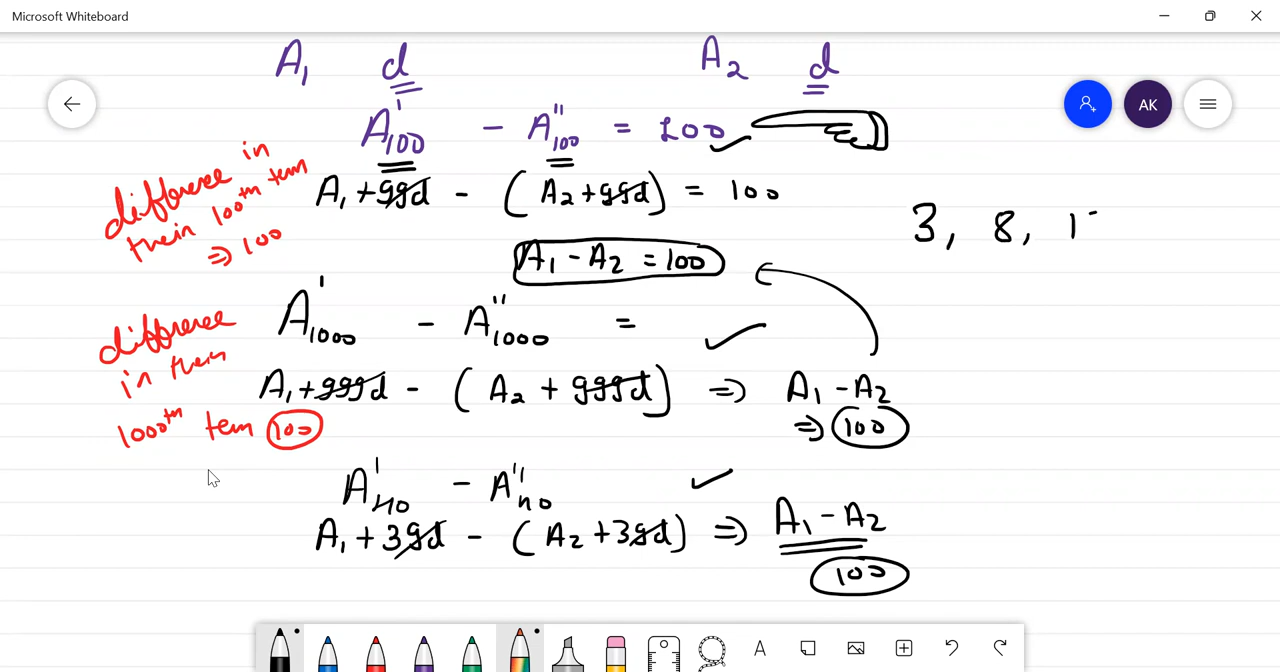 Microsoft Whiteboard
A₁ d A₂ d
A'₁₀₀ - A''₁₀₀ = 100
AK
difference in their 100th term ⇒ 100
A₁ + 99d - (A₂ + 99d) = 100
3, 8, 1
A₁ - A₂ = 100
A'₁₀₀₀ - A''₁₀₀₀ =
difference in their 1000th term 100
A₁ + 999d - (A₂ + 999d) ⇒ A₁ - A₂
⇒ 100
A'₄₀ - A''₄₀
A₁ + 39d - (A₂ + 39d) ⇒ A₁ - A₂
100
A